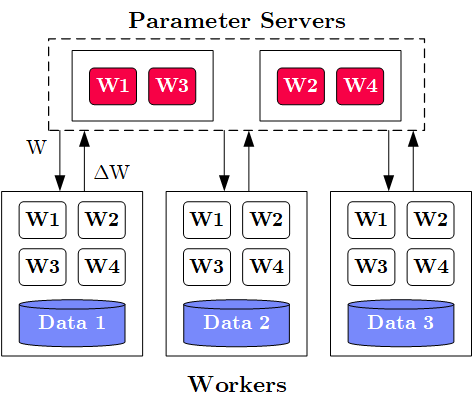 Parameter Servers
W1 W3 W2 W4
W
ΔW
W1 W2 W1 W2 W1 W2
W3 W4 W3 W4 W3 W4
Data 1 Data 2 Data 3
Workers